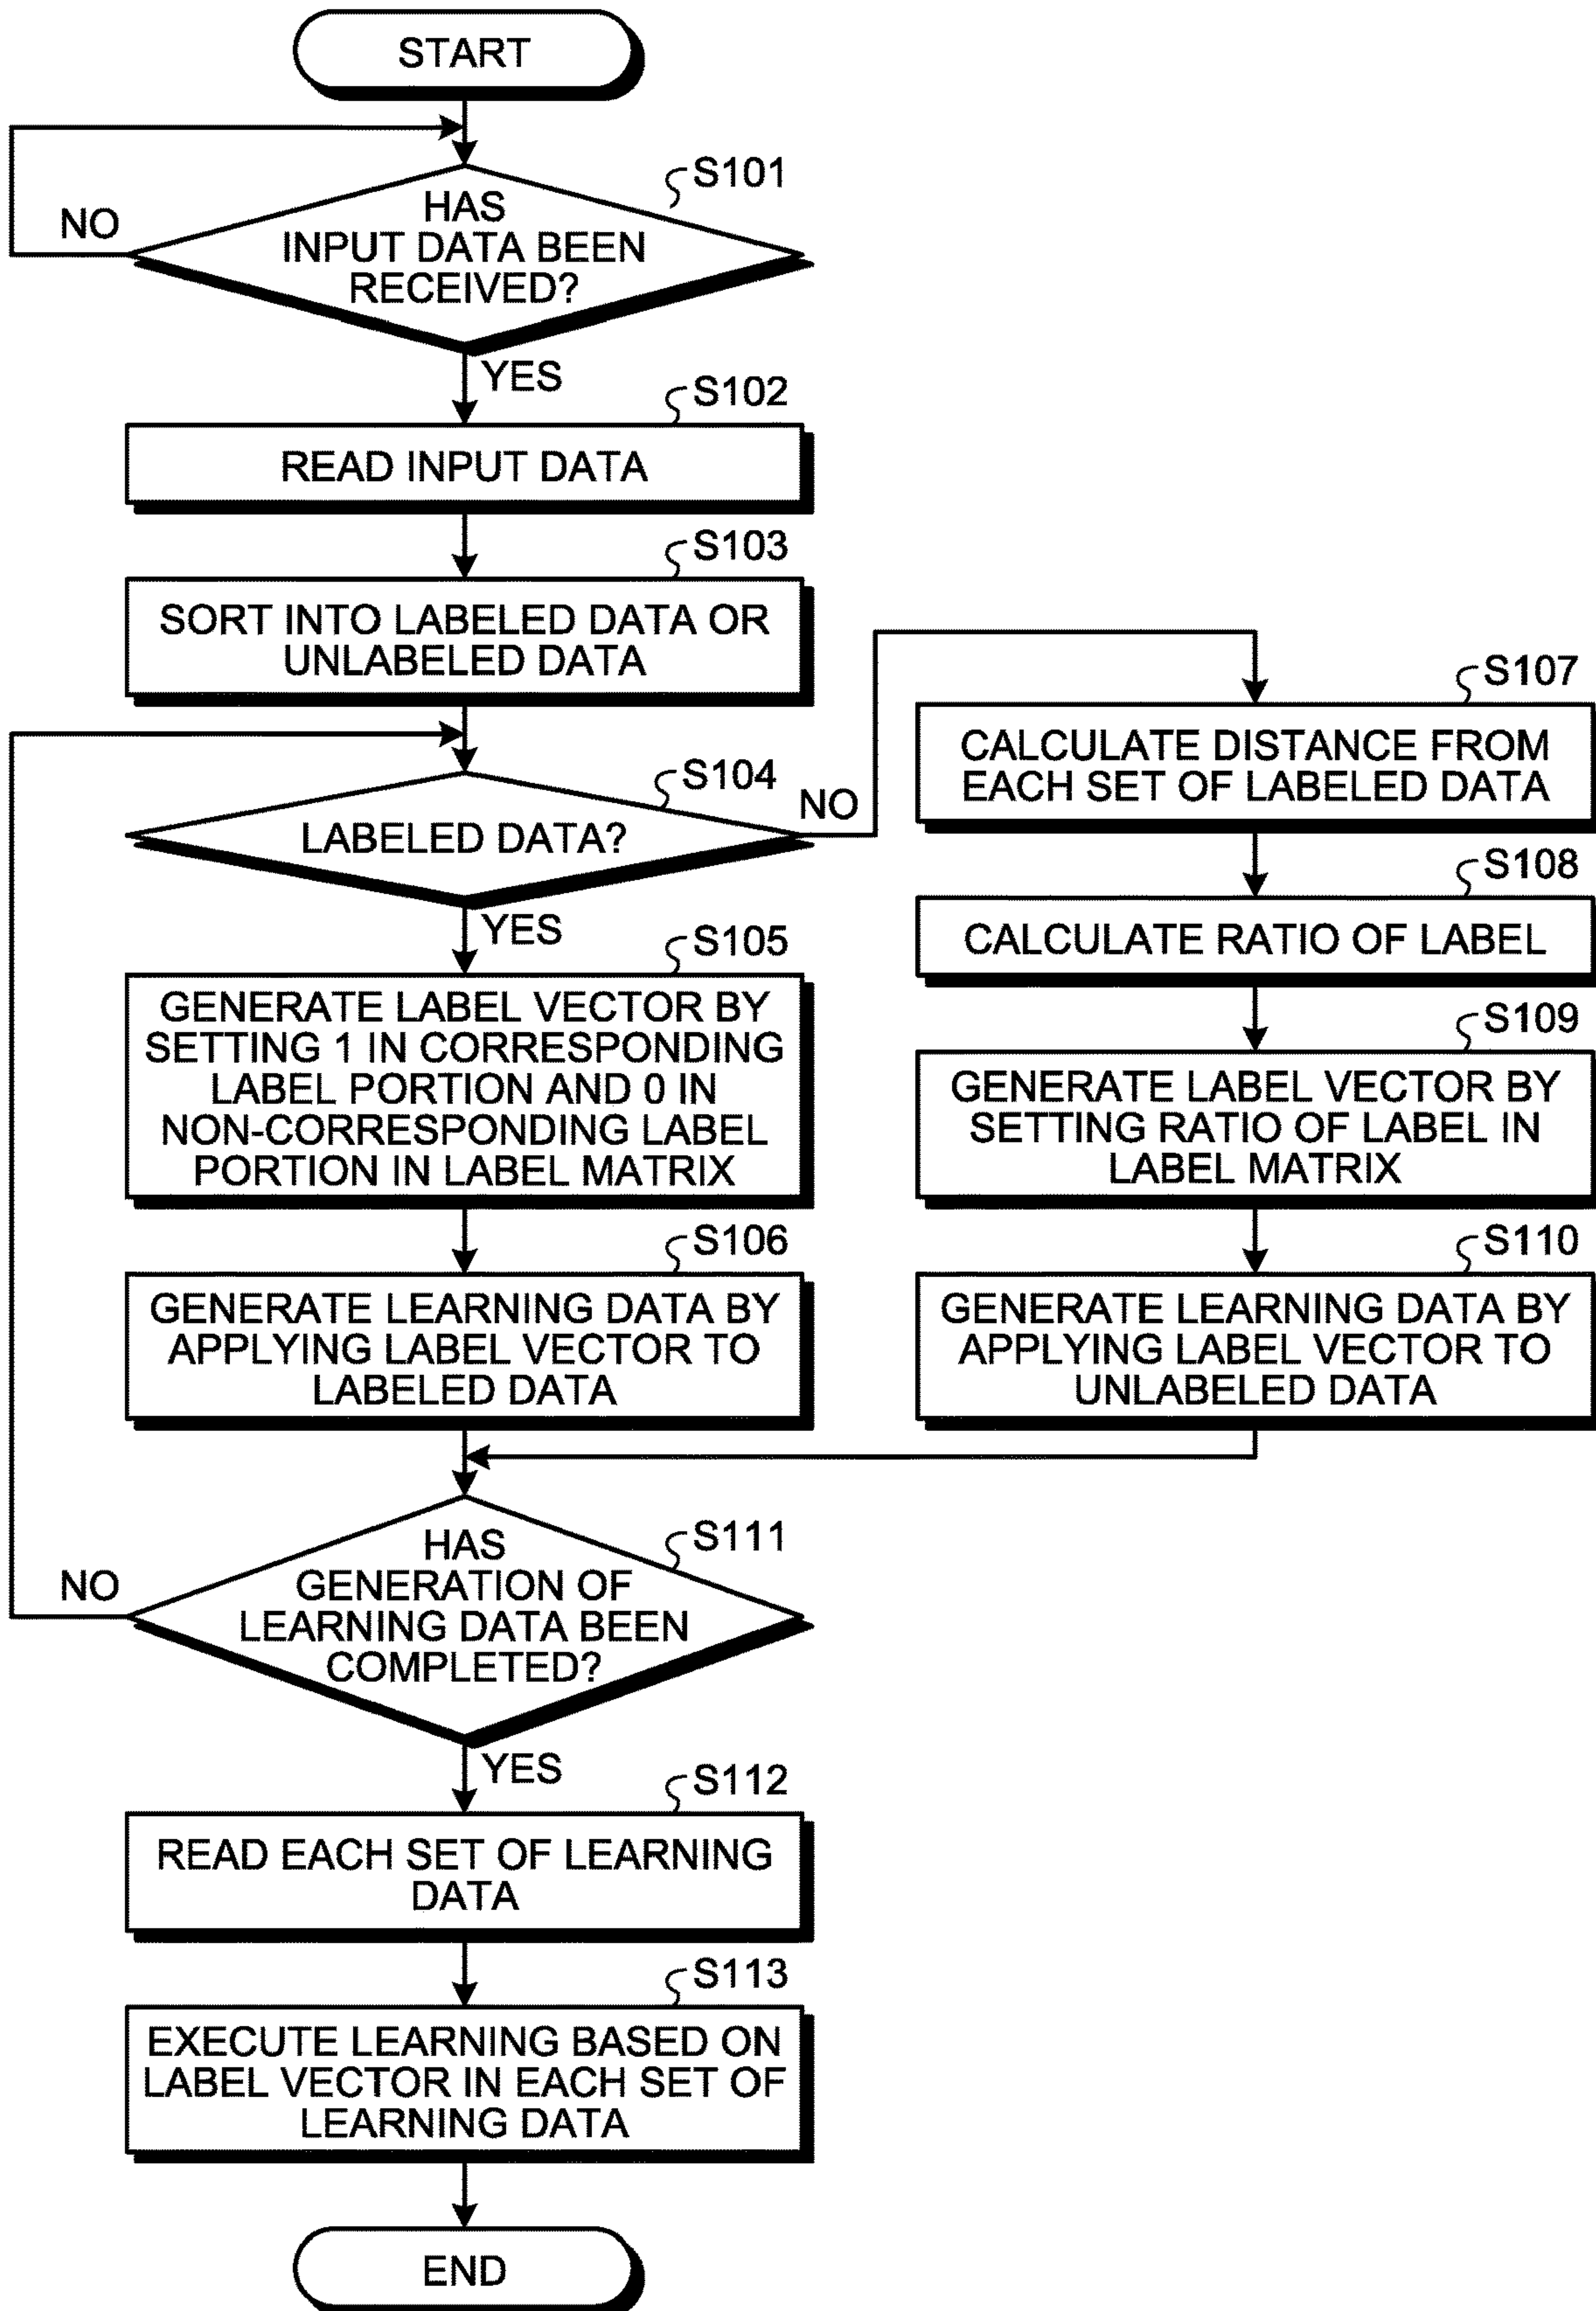 START
S101
NO
HAS
INPUT DATA BEEN
RECEIVED?
YES
S102
READ INPUT DATA
S103
SORT INTO LABELED DATA OR
UNLABELED DATA
S104
LABELED DATA?
NO
YES
S105
GENERATE LABEL VECTOR BY
SETTING 1 IN CORRESPONDING
LABEL PORTION AND 0 IN
NON-CORRESPONDING LABEL
PORTION IN LABEL MATRIX
S106
GENERATE LEARNING DATA BY
APPLYING LABEL VECTOR TO
LABELED DATA
S107
CALCULATE DISTANCE FROM
EACH SET OF LABELED DATA
S108
CALCULATE RATIO OF LABEL
S109
GENERATE LABEL VECTOR BY
SETTING RATIO OF LABEL IN
LABEL MATRIX
S110
GENERATE LEARNING DATA BY
APPLYING LABEL VECTOR TO
UNLABELED DATA
S111
NO
HAS
GENERATION OF
LEARNING DATA BEEN
COMPLETED?
YES
S112
READ EACH SET OF LEARNING
DATA
S113
EXECUTE LEARNING BASED ON
LABEL VECTOR IN EACH SET OF
LEARNING DATA
END